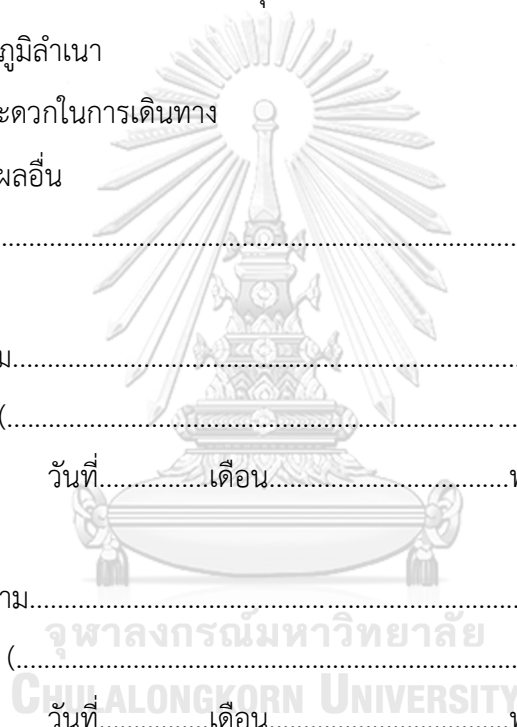 ภูมิลำเนา
ะดวกในการเดินทาง
ผลอื่น
................................................................................
ม................................................................................
(................................................................................
วันที่................เดือน...................................พ
าม................................................................................
จุฬาลงกรณ์มหาวิทยาลัย
(................................................................................
CHULALONGKORN UNIVERSITY
วันที่................เดือน...................................พ